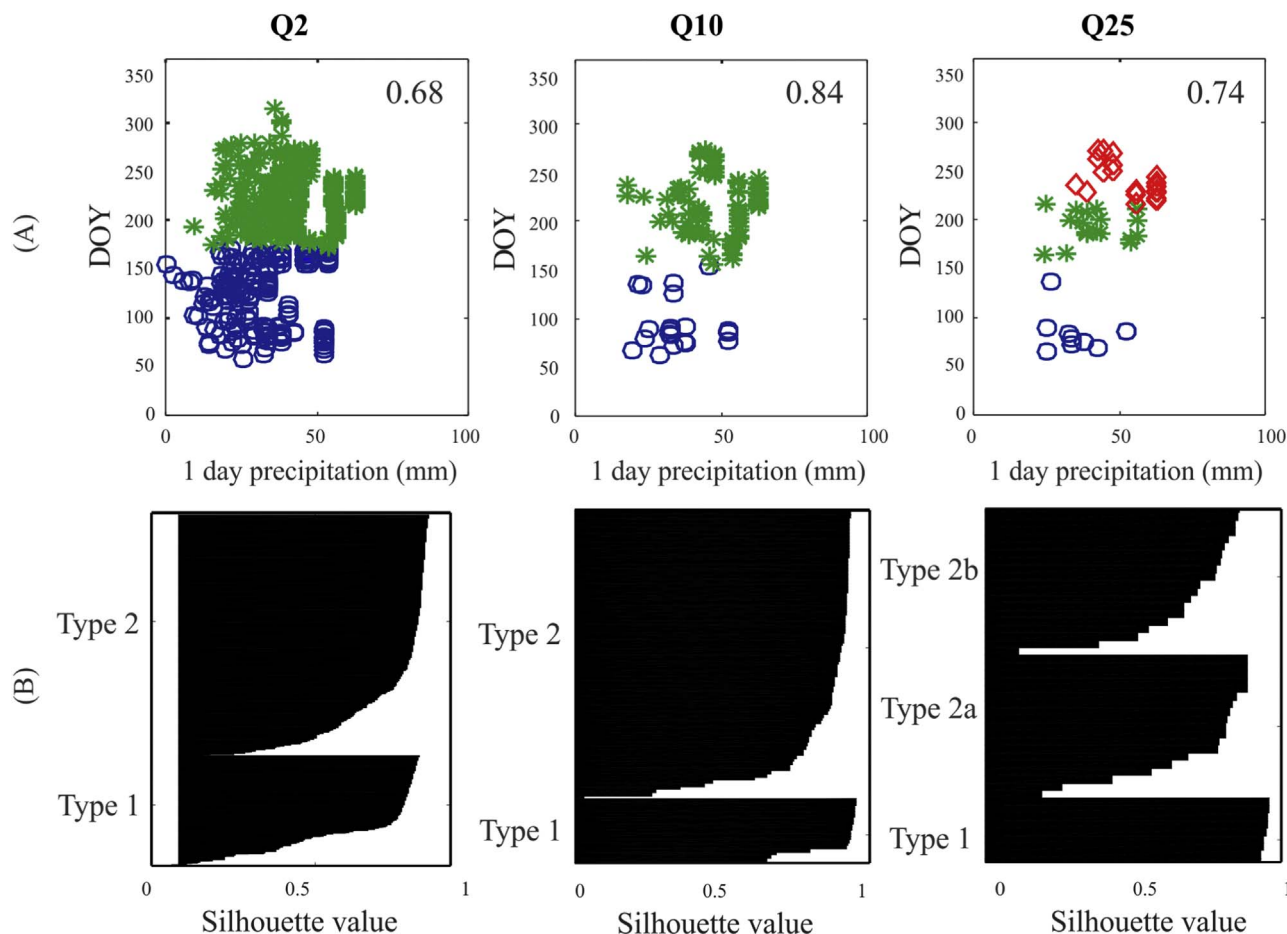 Q2
Q10
Q25
(A)
DOY
350
300
250
200
150
100
50
0
0.68
0
50
100
1 day precipitation (mm)
DOY
350
300
250
200
150
100
50
0
0.84
0
50
100
1 day precipitation (mm)
DOY
350
300
250
200
150
100
50
0
0.74
0
50
100
1 day precipitation (mm)
(B)
Type 2
Type 1
0
0.5
1
Silhouette value
Type 2
Type 1
0
0.5
1
Silhouette value
Type 2b
Type 2a
Type 1
0
0.5
1
Silhouette value